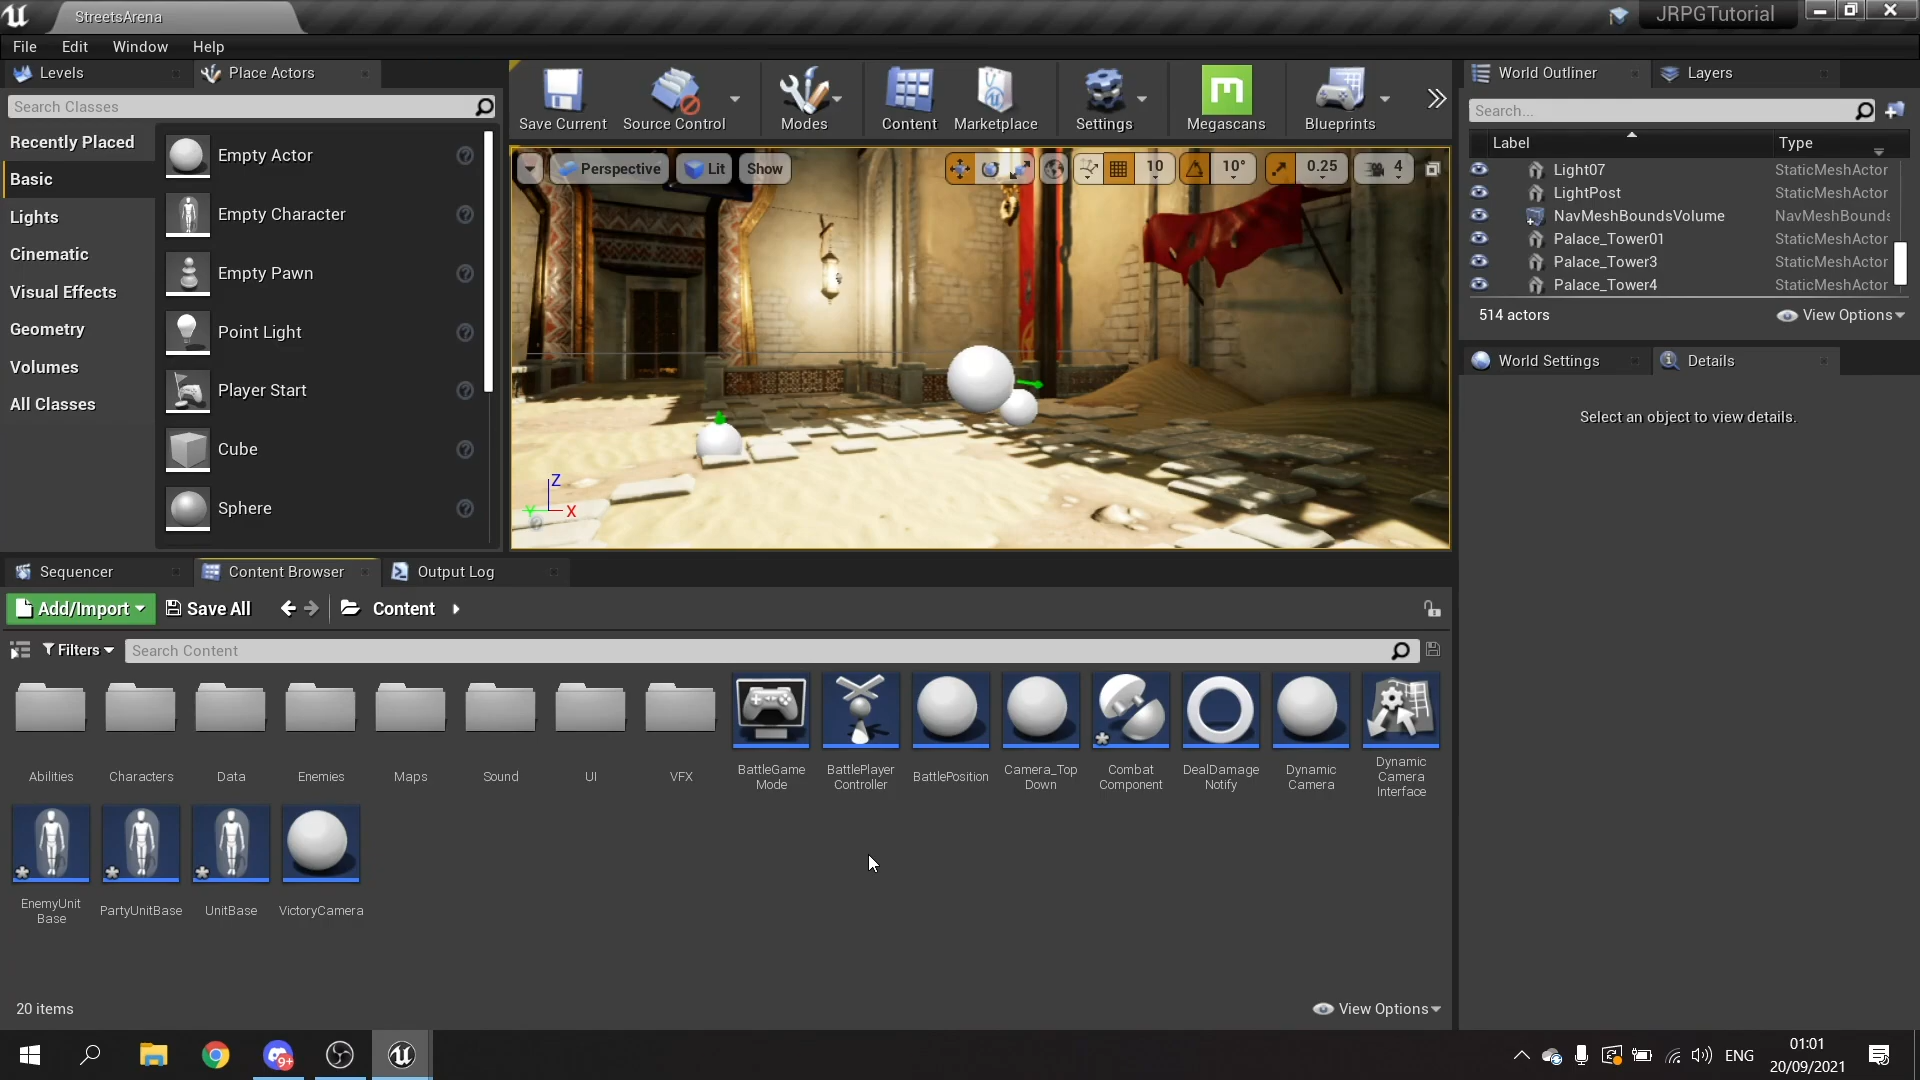 StreetsArena
JRPGTutorial
File Edit Window Help
Levels
Place Actors
Search Classes
Recently Placed
Basic
Lights
Cinematic
Visual Effects
Geometry
Volumes
All Classes
Empty Actor
Empty Character
Empty Pawn
Point Light
Player Start
Cube
Sphere
Save Current
Source Control
Modes
Content
Marketplace
Settings
Megascans
Blueprints
Perspective
Lit
Show
10
10°
0.25
4
Z
Y
X
World Outliner
Layers
Search...
Label
Type
Light07 StaticMeshActor
LightPost StaticMeshActor
NavMeshBoundsVolume NavMeshBounds
Palace_Tower01 StaticMeshActor
Palace_Tower3 StaticMeshActor
Palace_Tower4 StaticMeshActor
514 actors
View Options
World Settings
Details
Select an object to view details.
Sequencer
Content Browser
Output Log
Add/Import
Save All
Content
Filters
Search Content
Abilities
Characters
Data
Enemies
Maps
Sound
UI
VFX
BattleGame
Mode
BattlePlayer
Controller
BattlePosition
Camera_Top
Down
Combat
Component
DealDamage
Notify
Dynamic
Camera
Dynamic
Camera
Interface
EnemyUnit
Base
PartyUnitBase
UnitBase
VictoryCamera
20 items
View Options
9+
ENG
01:01
20/09/2021